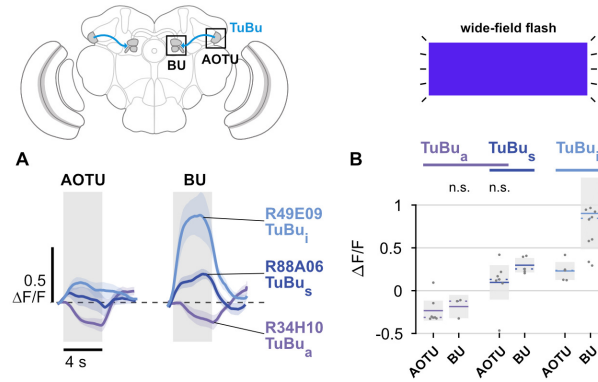 TuBu
BU
AOTU
wide-field flash
A
AOTU
BU
R49E09
TuBui
R88A06
TuBus
R34H10
TuBua
0.5
ΔF/F
4 s
B
TuBua
TuBus
TuBui
n.s.
n.s.
ΔF/F
1
0.5
0
-0.5
AOTU
BU
AOTU
BU
AOTU
BU